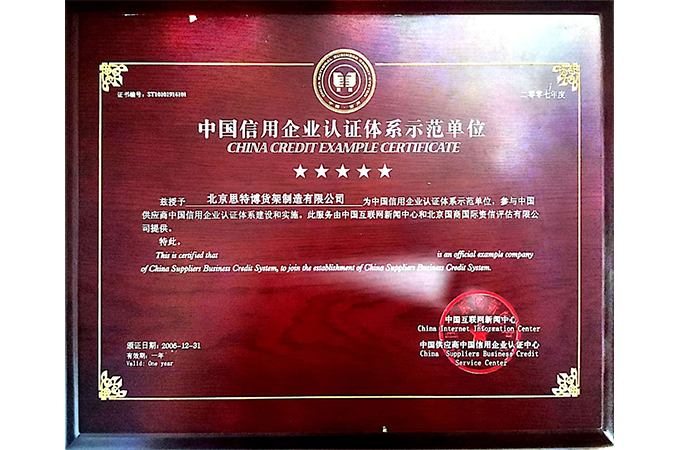 证书编号:ST10101916101
二零零七年度
中国信用企业认证体系示范单位
CHINA CREDIT EXAMPLE CERTIFICATE
兹授予 北京思特博货架制造有限公司 为中国信用企业认证体系示范单位,参与中国
供应商中国信用企业认证体系建设和实施,此服务由中国互联网新闻中心和北京国商国际资信评估有限公
司提供。
特此。
This is certified that is an official example company
of China Suppliers Business Credit System, to join the establishment of China Suppliers Business Credit System.
中国互联网新闻中心
China Internet Information Center
颁证日期:2006-12-31
有效期:一年
Valid: One year
中国供应商中国信用企业认证中心
China Suppliers Business Credit
Service Center